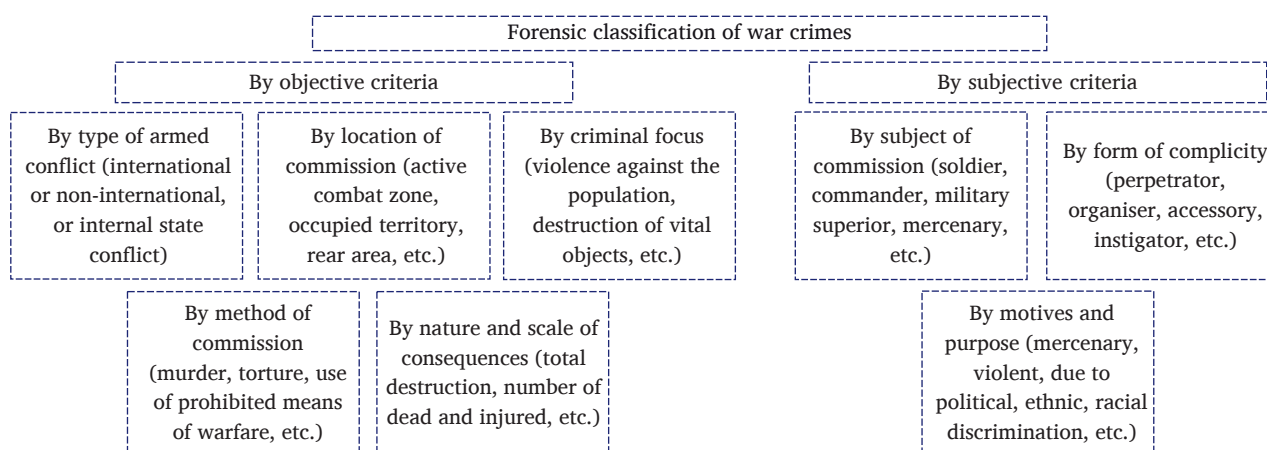 Forensic classification of war crimes
By objective criteria
By subjective criteria
By type of armed
conflict (international
or non-international,
or internal state
conflict)
By location of
commission (active
combat zone,
occupied territory,
rear area, etc.)
By criminal focus
(violence against the
population,
destruction of vital
objects, etc.)
By subject of
commission (soldier,
commander, military
superior, mercenary,
etc.)
By form of complicity
(perpetrator,
organiser, accessory,
instigator, etc.)
By method of
commission
(murder, torture, use
of prohibited means
of warfare, etc.)
By nature and scale of
consequences (total
destruction, number of
dead and injured, etc.)
By motives and
purpose (mercenary,
violent, due to
political, ethnic, racial
discrimination, etc.)